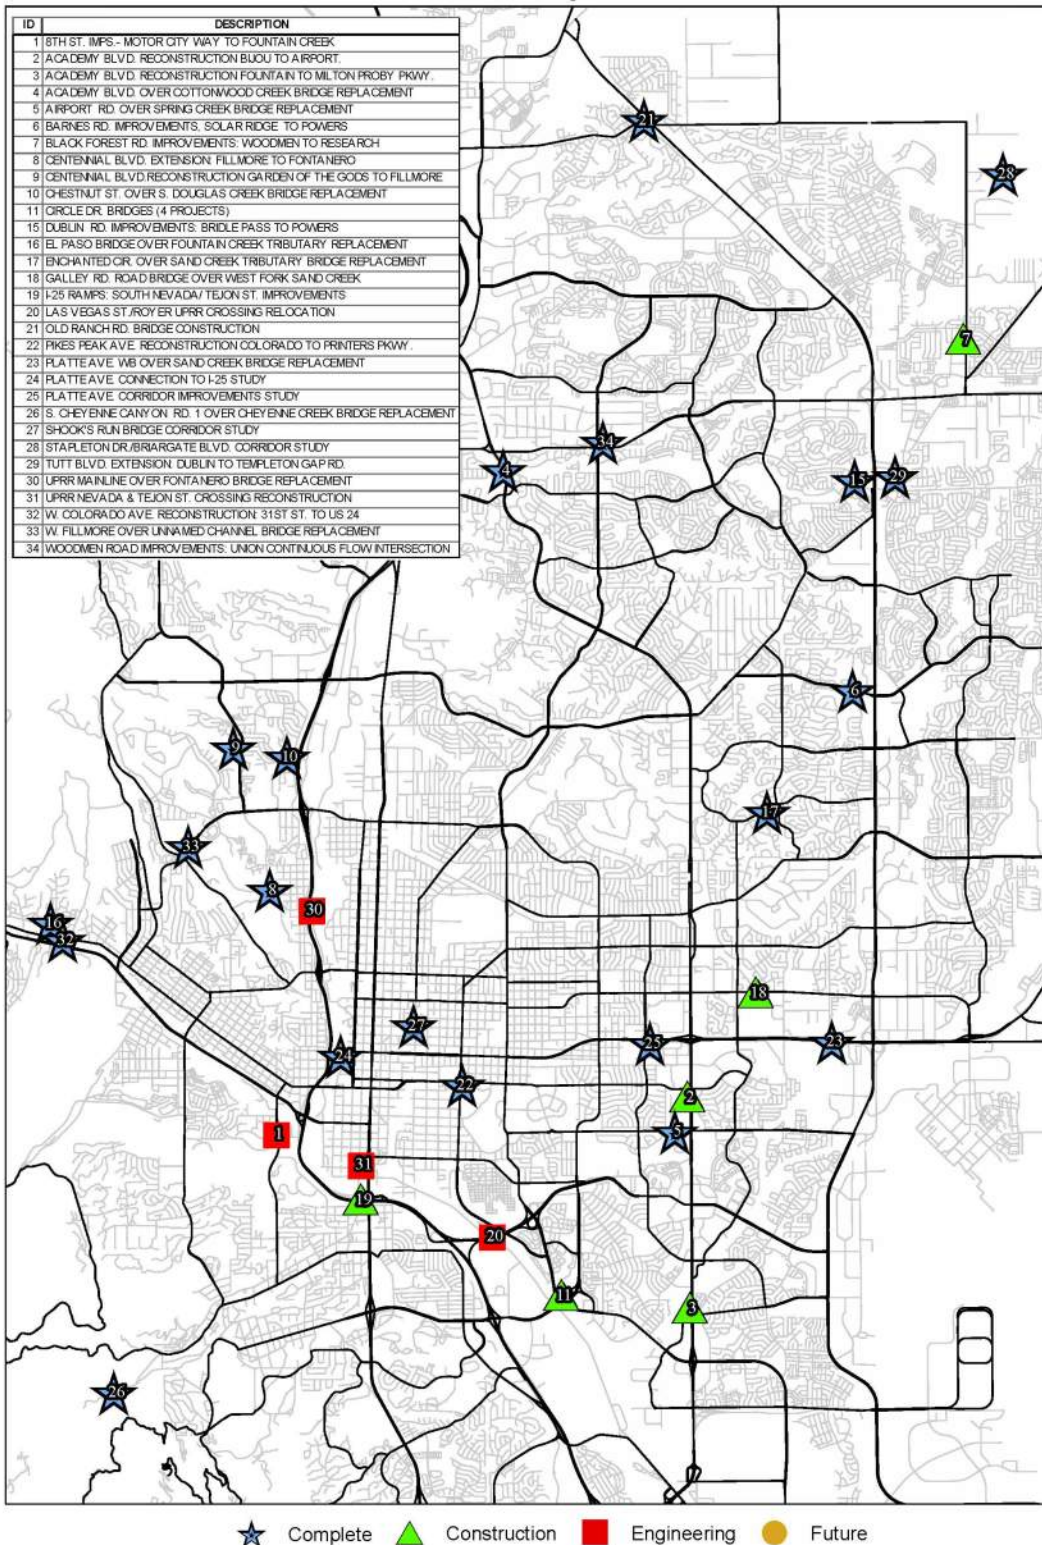 ID DESCRIPTION
1 8TH ST. IMPS.- MOTOR CITY WAY TO FOUNTAIN CREEK
2 ACADEMY BLVD. RECONSTRUCTION BIJOU TO AIRPORT.
3 ACADEMY BLVD. RECONSTRUCTION FOUNTAIN TO MILTON PROBY PKWY.
4 ACADEMY BLVD. OVER COTTONWOOD CREEK BRIDGE REPLACEMENT
5 AIRPORT RD. OVER SPRING CREEK BRIDGE REPLACEMENT
6 BARNES RD. IMPROVEMENTS, SOLAR RIDGE TO POWERS
7 BLACK FOREST RD. IMPROVEMENTS: WOODMEN TO RESEARCH
8 CENTENNIAL BLVD. EXTENSION: FILLMORE TO FONTANERO
9 CENTENNIAL BLVD.RECONSTRUCTION GARDEN OF THE GODS TO FILLMORE
10 CHESTNUT ST. OVER S. DOUGLAS CREEK BRIDGE REPLACEMENT
11 CIRCLE DR. BRIDGES (4 PROJECTS)
15 DUBLIN RD. IMPROVEMENTS: BRIDLE PASS TO POWERS
16 EL PASO BRIDGE OVER FOUNTAIN CREEK TRIBUTARY REPLACEMENT
17 ENCHANTED CIR. OVER SAND CREEK TRIBUTARY BRIDGE REPLACEMENT
18 GALLEY RD. ROAD BRIDGE OVER WEST FORK SAND CREEK
19 I-25 RAMPS: SOUTH NEVADA/ TEJON ST. IMPROVEMENTS
20 LAS VEGAS ST./ROYER UPRR CROSSING RELOCATION
21 OLD RANCH RD. BRIDGE CONSTRUCTION
22 PIKES PEAK AVE. RECONSTRUCTION COLORADO TO PRINTERS PKWY.
23 PLATTE AVE. WB OVER SAND CREEK BRIDGE REPLACEMENT
24 PLATTE AVE. CONNECTION TO I-25 STUDY
25 PLATTE AVE. CORRIDOR IMPROVEMENTS STUDY
26 S. CHEYENNE CANYON RD. 1 OVER CHEYENNE CREEK BRIDGE REPLACEMENT
27 SHOOK'S RUN BRIDGE CORRIDOR STUDY
28 STAPLETON DR./BRIARGATE BLVD. CORRIDOR STUDY
29 TUTT BLVD. EXTENSION: DUBLIN TO TEMPLETON GAP RD.
30 UPRR MAINLINE OVER FONTANERO BRIDGE REPLACEMENT
31 UPRR NEVADA & TEJON ST. CROSSING RECONSTRUCTION
32 W. COLORADO AVE. RECONSTRUCTION: 31ST ST. TO US 24
33 W. FILLMORE OVER UNNAMED CHANNEL BRIDGE REPLACEMENT
34 WOODMEN ROAD IMPROVEMENTS: UNION CONTINUOUS FLOW INTERSECTION
21
28
7
34
4
15
29
6
9
10
17
33
8
30
16
32
18
27
24
25
23
22
2
1
5
31
19
20
11
3
26
Complete Construction Engineering Future